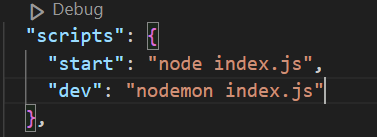 Debug
"scripts": {
"start": "node index.js",
"dev": "nodemon index.js"
},